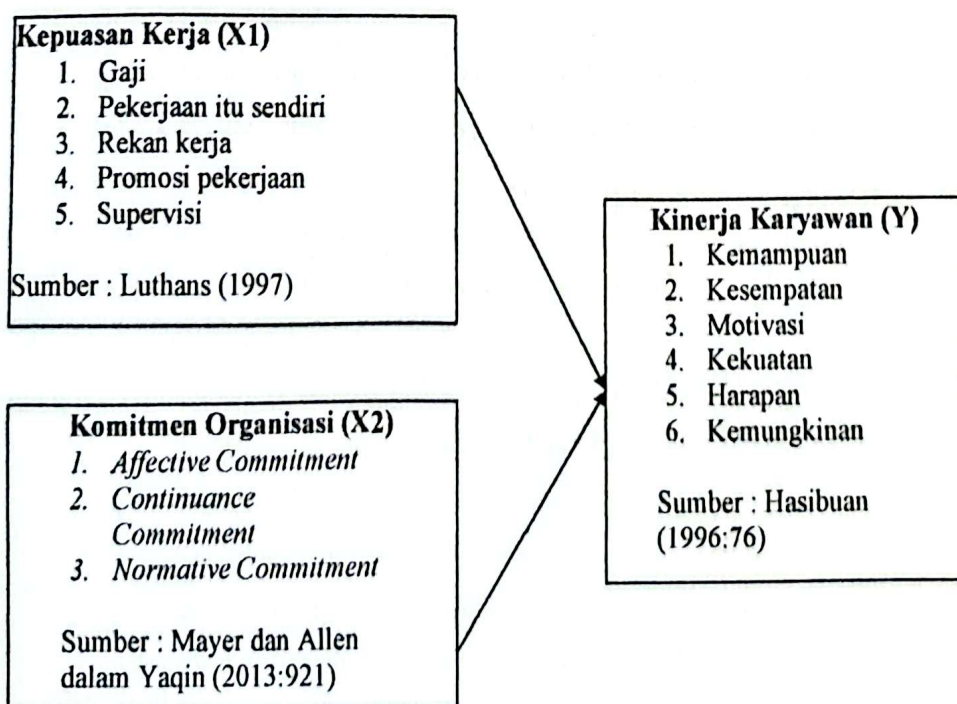 Kepuasan Kerja (X1)
1. Gaji
2. Pekerjaan itu sendiri
3. Rekan kerja
4. Promosi pekerjaan
5. Supervisi
Sumber : Luthans (1997)
Komitmen Organisasi (X2)
1. Affective Commitment
2. Continuance
Commitment
3. Normative Commitment
Sumber : Mayer dan Allen
dalam Yaqin (2013:921)
Kinerja Karyawan (Y)
1. Kemampuan
2. Kesempatan
3. Motivasi
4. Kekuatan
5. Harapan
6. Kemungkinan
Sumber : Hasibuan
(1996:76)